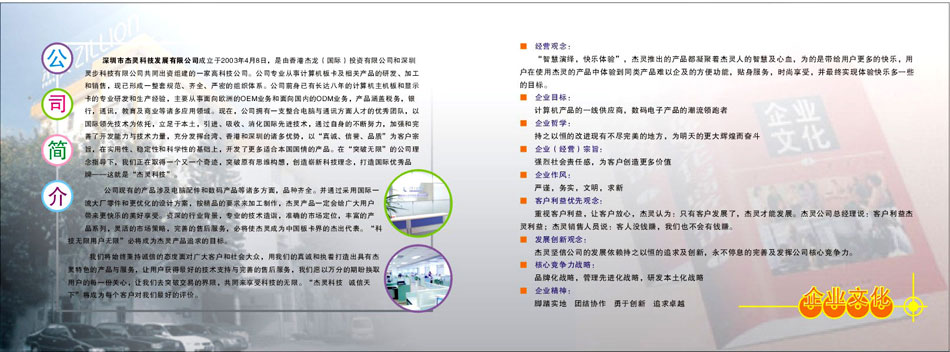 公
司
简
介
深圳市杰灵科技发展有限公司成立于2003年4月8日，是由香港杰龙（国际）投资有限公司和深圳
灵步科技有限公司共同出资组建的一家高科技公司。公司专业从事计算机板卡及相关产品的研发、加工
和销售，现已形成一整套规范、齐全、严密的组织体系。公司前身已有长达八年的计算机主机板和显示
卡的专业研发和生产经验，主要从事面向欧洲的OEM业务和面向国内的ODM业务，产品涵盖税务，银
行，通讯，教育及商业等诸多应用领域。现在，公司拥有一支整合电脑与通讯方面人才的优秀团队，以
国际领先技术为依托，立足于本土，引进、吸收、消化国际先进技术，通过自身的不断努力，加强和完
善了开发能力与技术力量，充分发挥台湾、香港和深圳的诸多优势，以“真诚、信誉、品质”为客户宗
旨，在实用性，稳定性和科学性的基础上，开发了更多适合本国国情的产品。在“突破无限”的公司理
念指导下，我们正在取得一个又一个奇迹，突破原有思维构想，创造崭新科技理念，打造国际优秀品
牌——这就是“杰灵科技”
公司现有的产品涉及电脑配件和数码产品等诸多方面，品种齐全。并通过采用国际一
流大厂零件和更优化的设计方案，按精品的要求来加工制作，杰灵产品一定会给广大用户
带来更快乐的美好享受。资深的行业背景，专业的技术造诣，准确的市场定位，丰富的产
品系列，灵活的市场策略，完善的售后服务，必将使杰灵成为中国板卡界的杰出代表。“科
技无限用户无限”必将成为杰灵产品追求的目标。
我们将始终秉持诚信的态度面对广大客户和社会大众，用我们的真诚和执着打造出具有杰
灵特色的产品与服务，让用户获得最好的技术支持与完善的售后服务，我们愿以万分的期盼换取
用户的每一份关心，让我们去突破交易的界限，共同来享受科技的无限。“杰灵科技 诚信天
下”将成为每个客户对我们最好的评价。
经营观念：
“智慧演绎，快乐体验”，杰灵推出的产品都凝聚着杰灵人的智慧及心血，为的是带给用户更多的快乐，用
户在使用杰灵的产品中体验到同类产品难以企及的方便功能，贴身服务，时尚享受，并最终实现体验快乐多一些
的目标。
企业目标：
计算机产品的一线供应商，数码电子产品的潮流领跑者
企业哲学：
持之以恒的改进现有不尽完美的地方，为明天的更大辉煌而奋斗
企业（经营）宗旨：
强烈社会责任感，为客户创造更多价值
企业作风：
严谨，务实，文明，求新
客户利益优先观念：
重视客户利益，让客户放心，杰灵认为：只有客户发展了，杰灵才能发展。杰灵公司总经理说：客户利益杰
灵利益；杰灵销售人员说：客人没钱赚，我们也不会有钱赚。
发展创新观念：
杰灵坚信公司的发展依赖持之以恒的追求及创新，永不停息的完善及发挥公司核心竞争力。
核心竞争力战略：
品牌化战略，管理先进化战略，研发本土化战略
企业精神：
脚踏实地 团结协作 勇于创新 追求卓越
企业
文化
企业文化